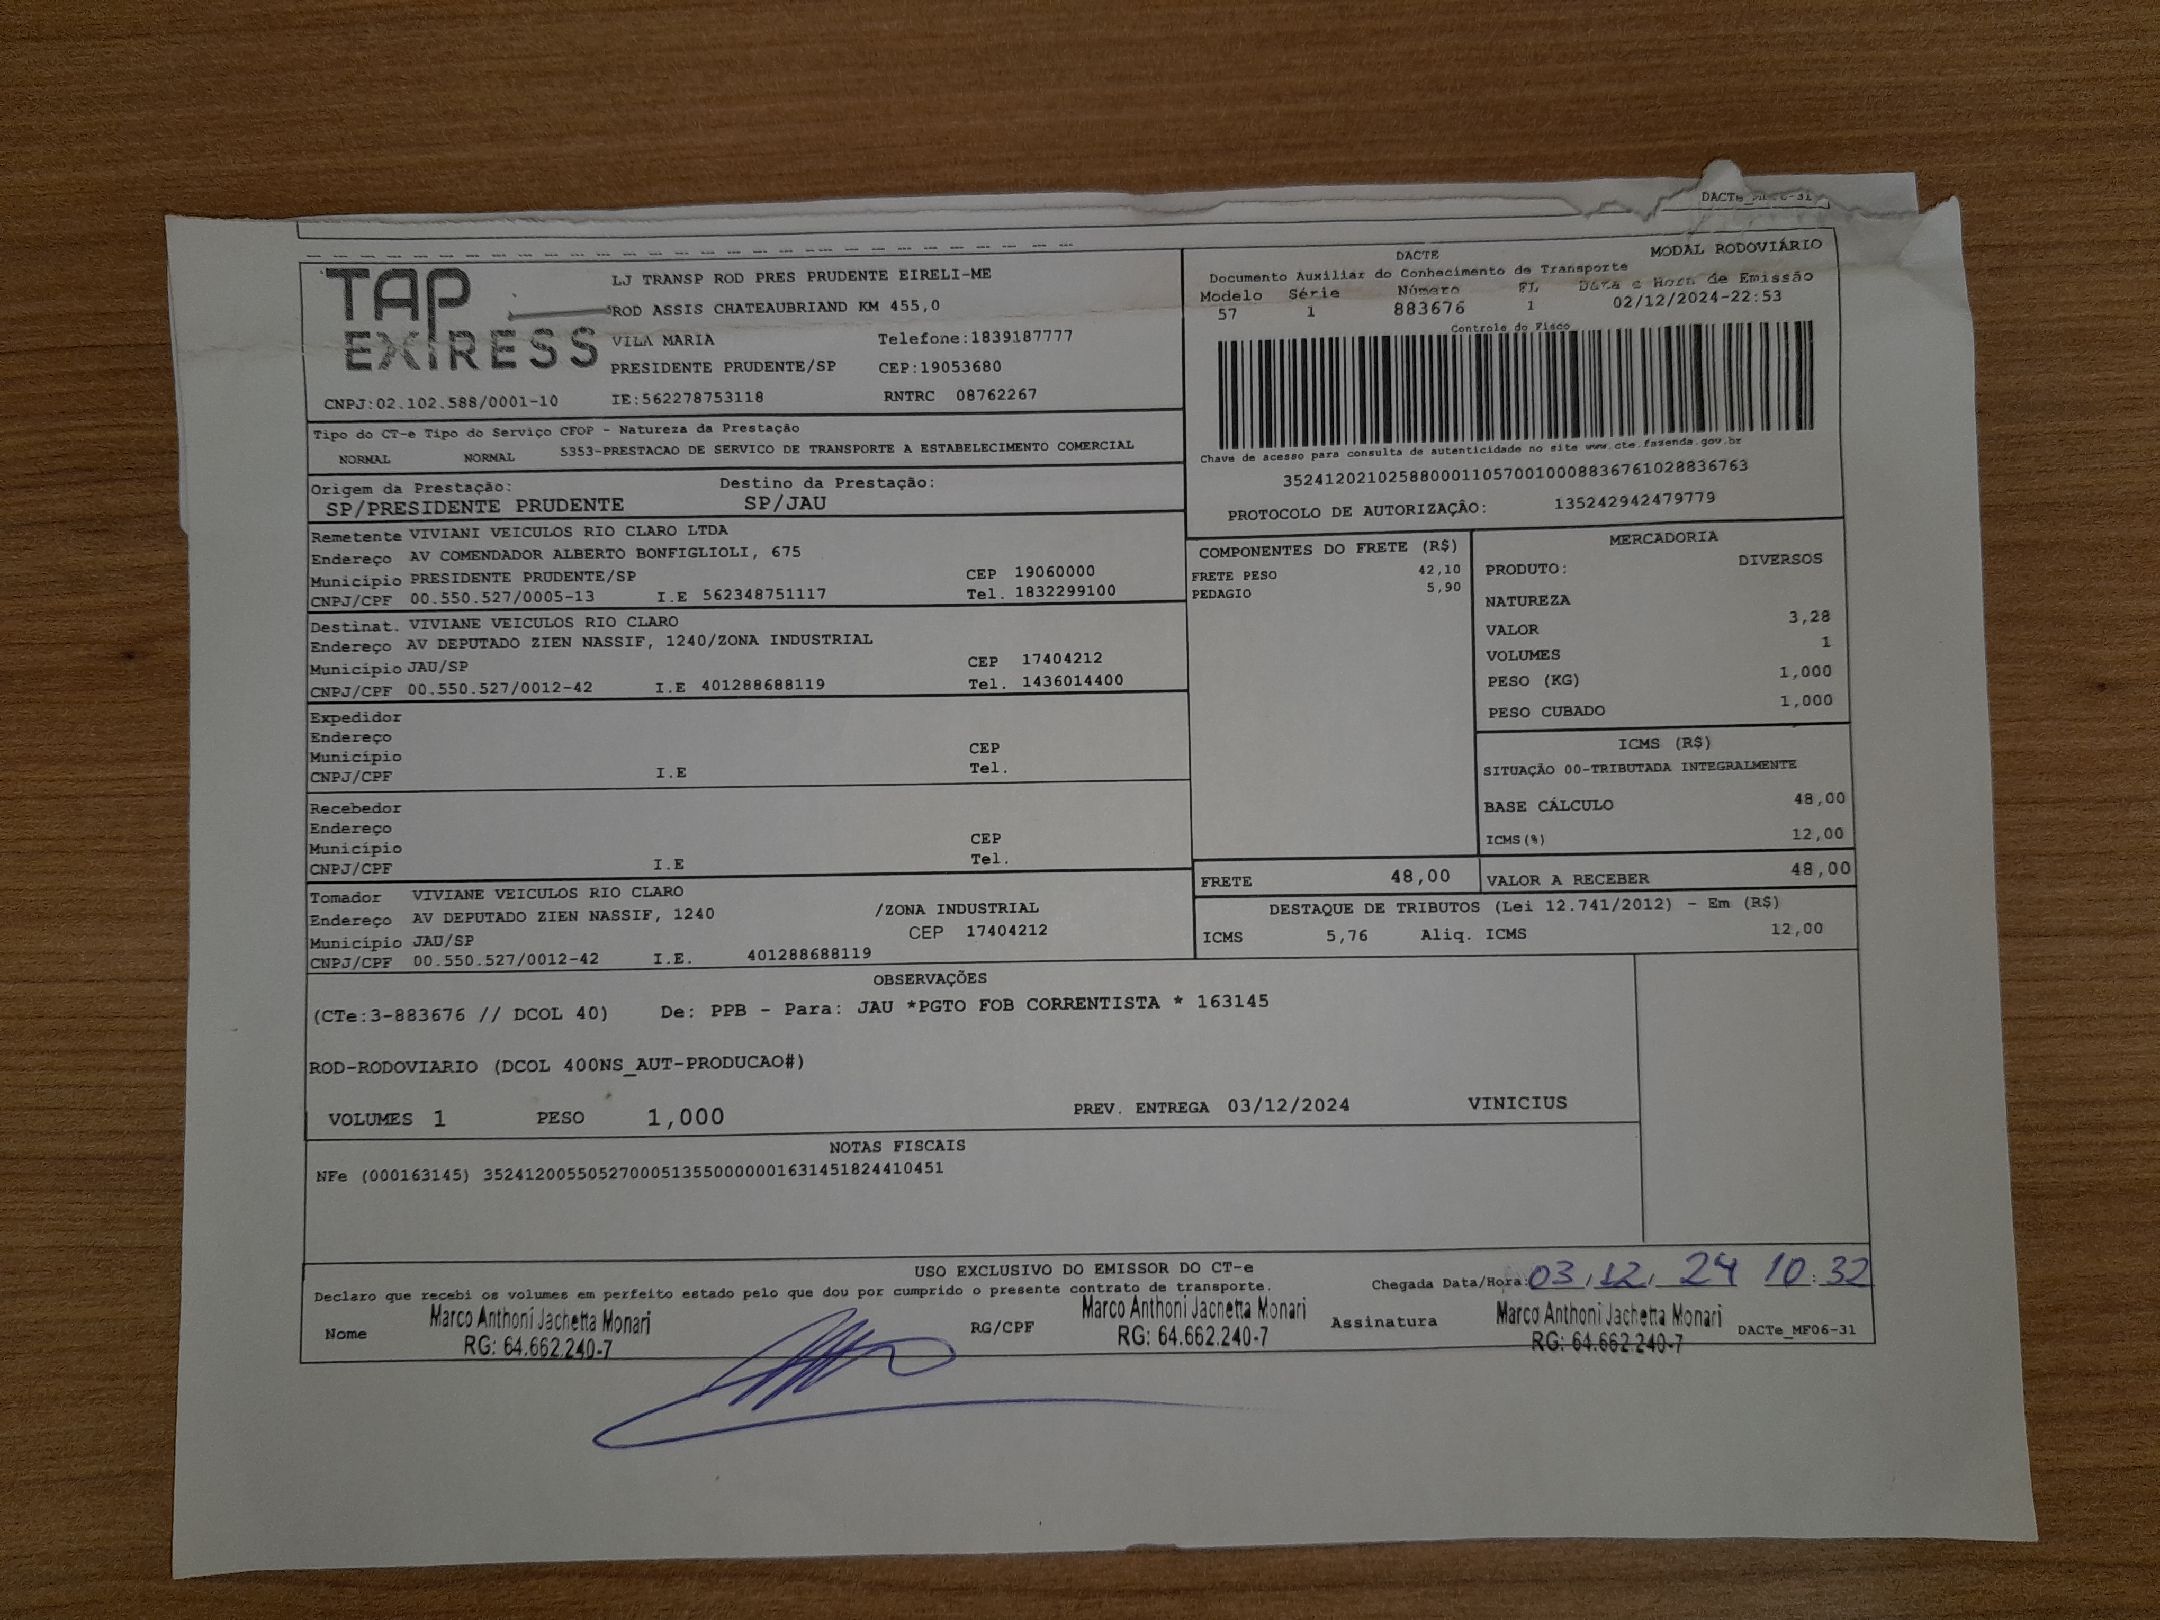 DACTe_MF06-31
TAP
EXPRESS
LJ TRANSP ROD PRES PRUDENTE EIRELI-ME
ROD ASSIS CHATEAUBRIAND KM 455,0
VILA MARIA Telefone:1839187777
PRESIDENTE PRUDENTE/SP CEP:19053680
CNPJ:02.102.588/0001-10 IE:562278753118 RNTRC 08762267
DACTE MODAL RODOVIÁRIO
Documento Auxiliar do Conhecimento de Transporte
Modelo Série Número FL Data e Hora de Emissão
57 1 883676 1 02/12/2024-22:53
Controle do Fisco
Chave de acesso para consulta de autenticidade no site www.cte.fazenda.gov.br
35241202102588000110570010008836761028836763
PROTOCOLO DE AUTORIZAÇÃO: 135242942479779
Tipo do CT-e Tipo do Serviço CFOP - Natureza da Prestação
NORMAL NORMAL 5353-PRESTACAO DE SERVICO DE TRANSPORTE A ESTABELECIMENTO COMERCIAL
Origem da Prestação: Destino da Prestação:
SP/PRESIDENTE PRUDENTE SP/JAU
Remetente VIVIANI VEICULOS RIO CLARO LTDA
Endereço AV COMENDADOR ALBERTO BONFIGLIOLI, 675
Município PRESIDENTE PRUDENTE/SP CEP 19060000
CNPJ/CPF 00.550.527/0005-13 I.E 562348751117 Tel. 1832299100
Destinat. VIVIANE VEICULOS RIO CLARO
Endereço AV DEPUTADO ZIEN NASSIF, 1240/ZONA INDUSTRIAL
Município JAU/SP CEP 17404212
CNPJ/CPF 00.550.527/0012-42 I.E 401288688119 Tel. 1436014400
Expedidor
Endereço
Município CEP
CNPJ/CPF I.E Tel.
Recebedor
Endereço
Município CEP
CNPJ/CPF I.E Tel.
Tomador VIVIANE VEICULOS RIO CLARO
Endereço AV DEPUTADO ZIEN NASSIF, 1240 /ZONA INDUSTRIAL
Município JAU/SP CEP 17404212
CNPJ/CPF 00.550.527/0012-42 I.E. 401288688119
COMPONENTES DO FRETE (R$)
FRETE PESO 42,10
PEDAGIO 5,90
MERCADORIA
PRODUTO: DIVERSOS
NATUREZA
VALOR 3,28
VOLUMES 1
PESO (KG) 1,000
PESO CUBADO 1,000
ICMS (R$)
SITUAÇÃO 00-TRIBUTADA INTEGRALMENTE
BASE CÁLCULO 48,00
ICMS(%) 12,00
FRETE 48,00 VALOR A RECEBER 48,00
DESTAQUE DE TRIBUTOS (Lei 12.741/2012) - Em (R$)
ICMS 5,76 Aliq. ICMS 12,00
OBSERVAÇÕES
(CTe:3-883676 // DCOL 40) De: PPB - Para: JAU *PGTO FOB CORRENTISTA * 163145
ROD-RODOVIARIO (DCOL 400NS_AUT-PRODUCAO#)
VOLUMES 1 PESO 1,000 PREV. ENTREGA 03/12/2024 VINICIUS
NOTAS FISCAIS
NFe (000163145) 35241200550527000513550000001631451824410451
USO EXCLUSIVO DO EMISSOR DO CT-e
Declaro que recebi os volumes em perfeito estado pelo que dou por cumprido o presente contrato de transporte. Chegada Data/Hora: 03/12/24 10:32
Nome Marco Anthoni Jachetta Monari RG/CPF Marco Anthoni Jachetta Monari Assinatura Marco Anthoni Jachetta Monari DACTe_MF06-31
RG: 64.662.240-7 RG: 64.662.240-7 RG: 64.662.240-7